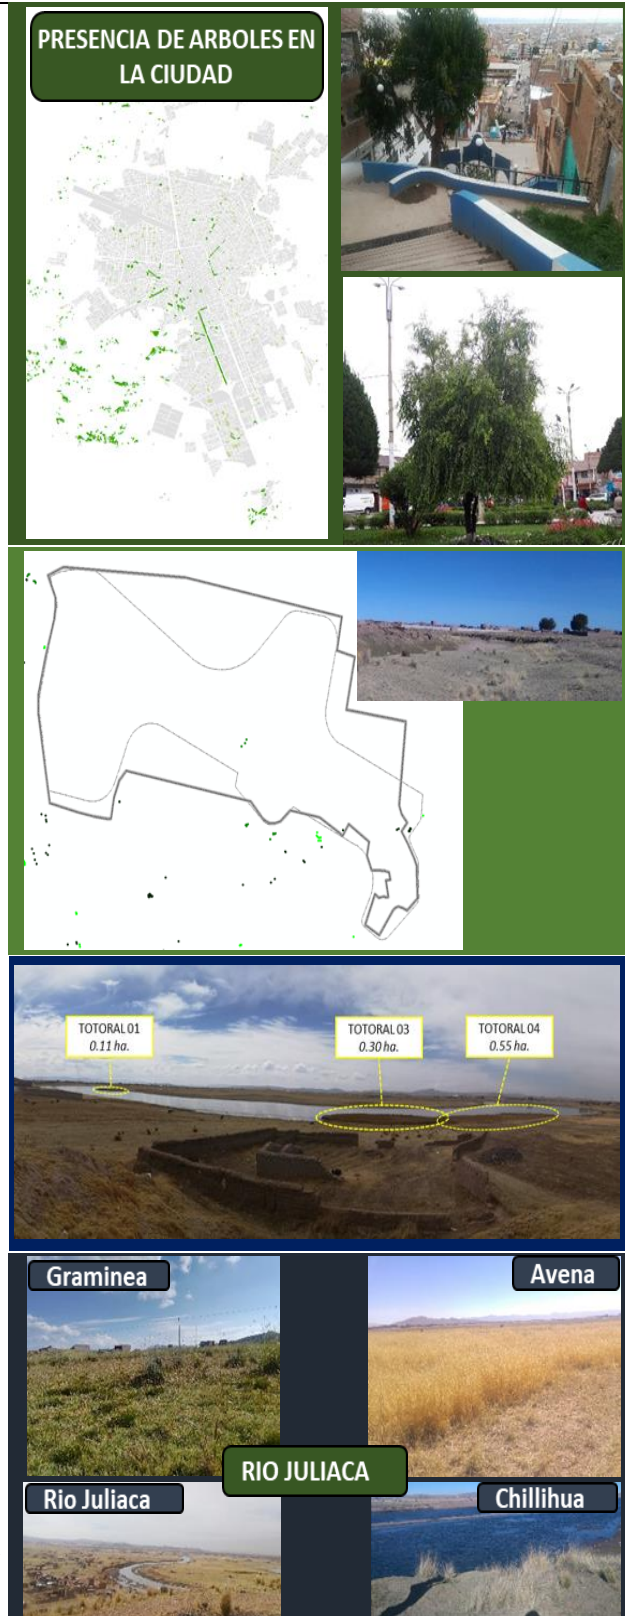 PRESENCIA DE ARBOLES EN
LA CIUDAD
TOTORAL 01
0.11 ha.
TOTORAL 03
0.30 ha.
TOTORAL 04
0.55 ha.
Graminea
Avena
RIO JULIACA
Rio Juliaca
Chillihua